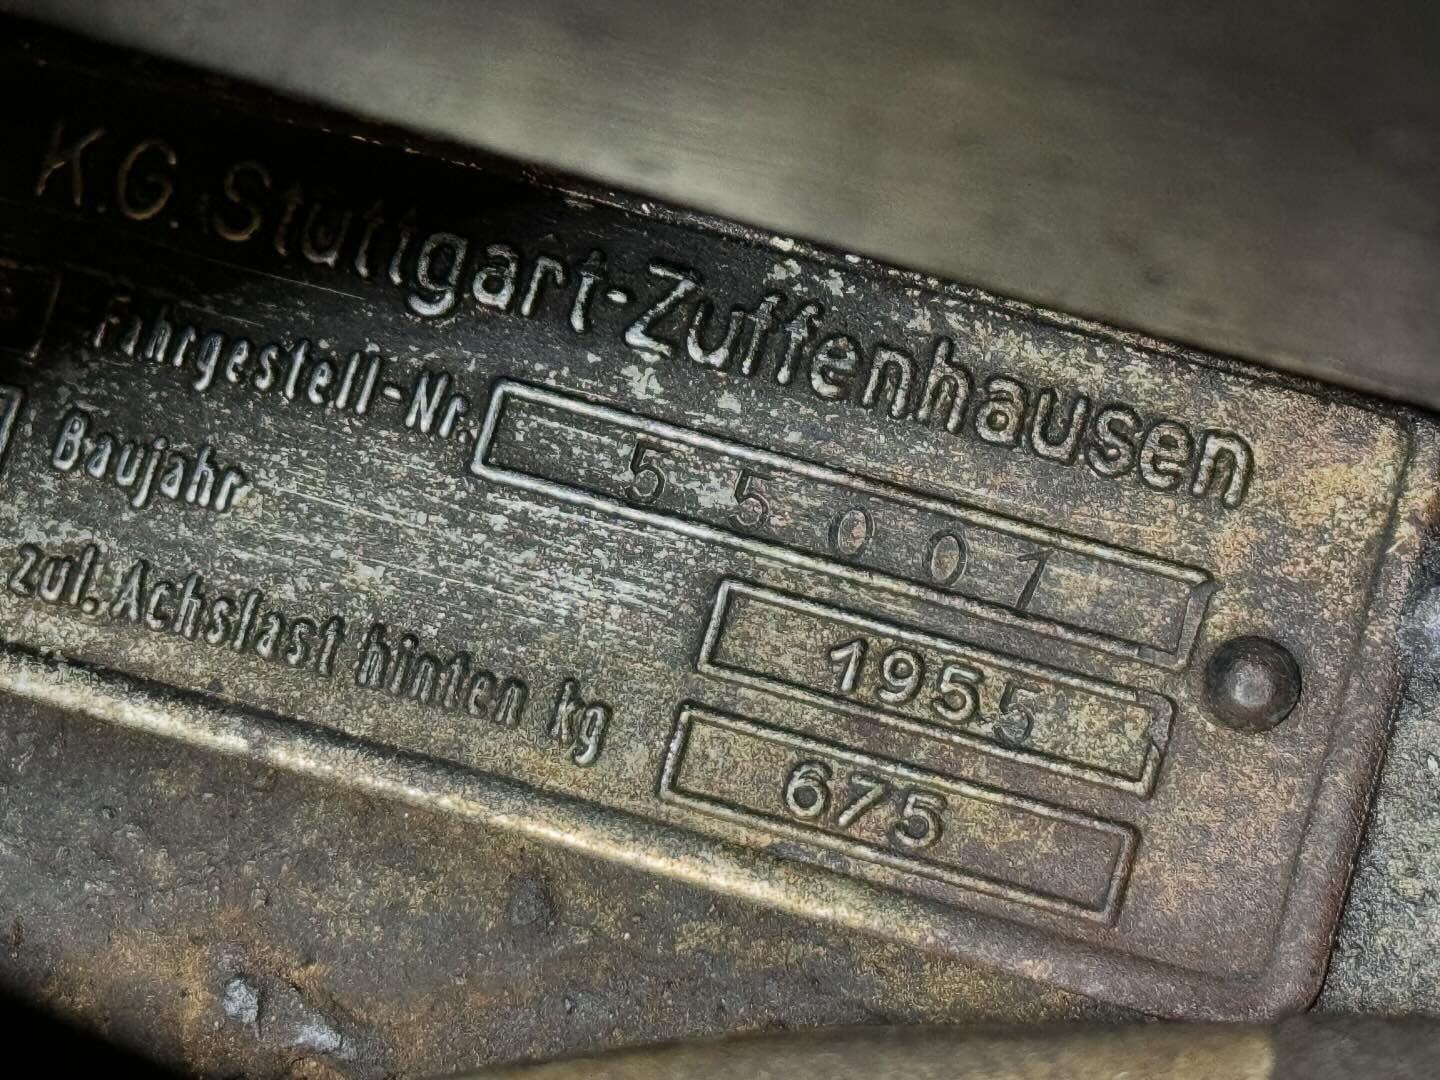 K.G. Stuttgart-Zuffenhausen
Fahrgestell-Nr. 55001
Baujahr 1955
zul. Achslast hinten kg 675